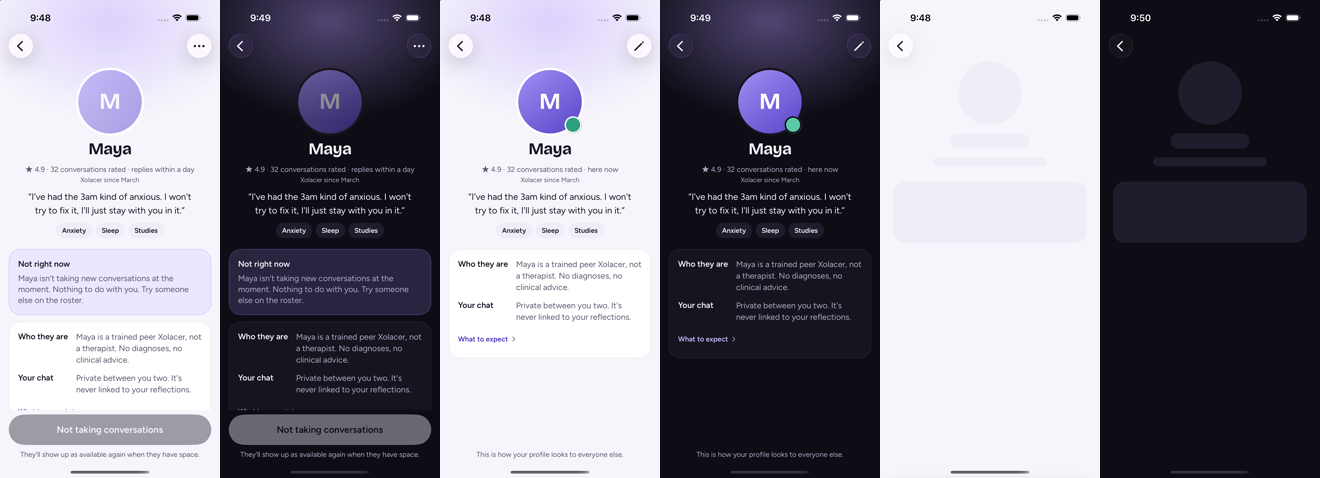 9:48
M
Maya
★ 4.9 · 32 conversations rated · replies within a day
Xolacer since March
“I've had the 3am kind of anxious. I won't
try to fix it, I'll just stay with you in it.”
Anxiety
Sleep
Studies
Not right now
Maya isn't taking new conversations at the
moment. Nothing to do with you. Try someone
else on the roster.
Who they are
Maya is a trained peer Xolacer, not
a therapist. No diagnoses, no
clinical advice.
Your chat
Private between you two. It's
never linked to your reflections.
Not taking conversations
They'll show up as available again when they have space.
9:49
M
Maya
★ 4.9 · 32 conversations rated · replies within a day
Xolacer since March
“I've had the 3am kind of anxious. I won't
try to fix it, I'll just stay with you in it.”
Anxiety
Sleep
Studies
Not right now
Maya isn't taking new conversations at the
moment. Nothing to do with you. Try someone
else on the roster.
Who they are
Maya is a trained peer Xolacer, not
a therapist. No diagnoses, no
clinical advice.
Your chat
Private between you two. It's
never linked to your reflections.
Not taking conversations
They'll show up as available again when they have space.
9:48
M
Maya
★ 4.9 · 32 conversations rated · here now
Xolacer since March
“I've had the 3am kind of anxious. I won't
try to fix it, I'll just stay with you in it.”
Anxiety
Sleep
Studies
Who they are
Maya is a trained peer Xolacer, not
a therapist. No diagnoses, no
clinical advice.
Your chat
Private between you two. It's
never linked to your reflections.
What to expect
This is how your profile looks to everyone else.
9:49
M
Maya
★ 4.9 · 32 conversations rated · here now
Xolacer since March
“I've had the 3am kind of anxious. I won't
try to fix it, I'll just stay with you in it.”
Anxiety
Sleep
Studies
Who they are
Maya is a trained peer Xolacer, not
a therapist. No diagnoses, no
clinical advice.
Your chat
Private between you two. It's
never linked to your reflections.
What to expect
This is how your profile looks to everyone else.
9:48
9:50